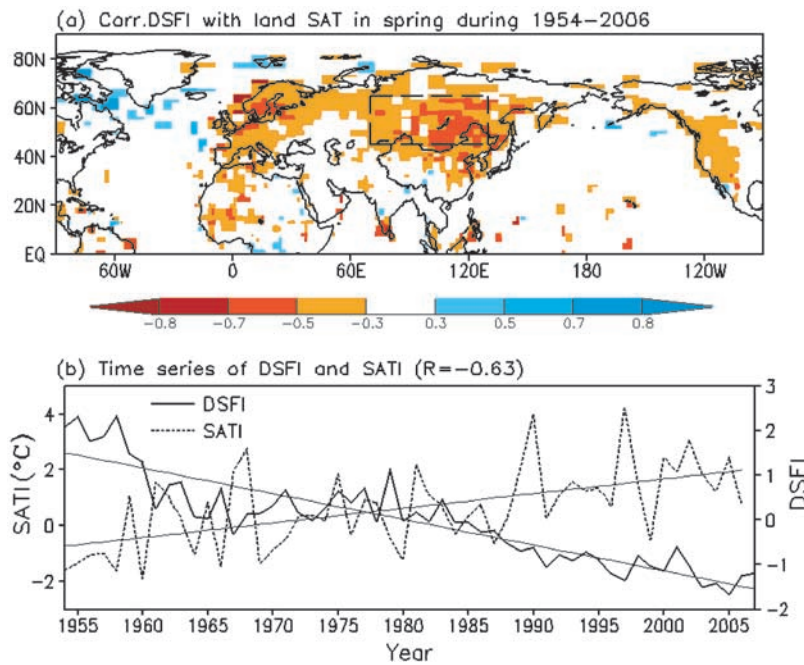 (a) Corr.DSFI with land SAT in spring during 1954−2006
80N
60N
40N
20N
EQ
60W 0 60E 120E 180 120W
−0.8 −0.7 −0.5 −0.3 0.3 0.5 0.7 0.8
(b) Time series of DSFI and SATI (R=−0.63)
DSFI
SATI
SATI(°C)
4
2
0
-2
3
2
1
0
-1
-2
DSFI
1955 1960 1965 1970 1975 1980 1985 1990 1995 2000 2005
Year